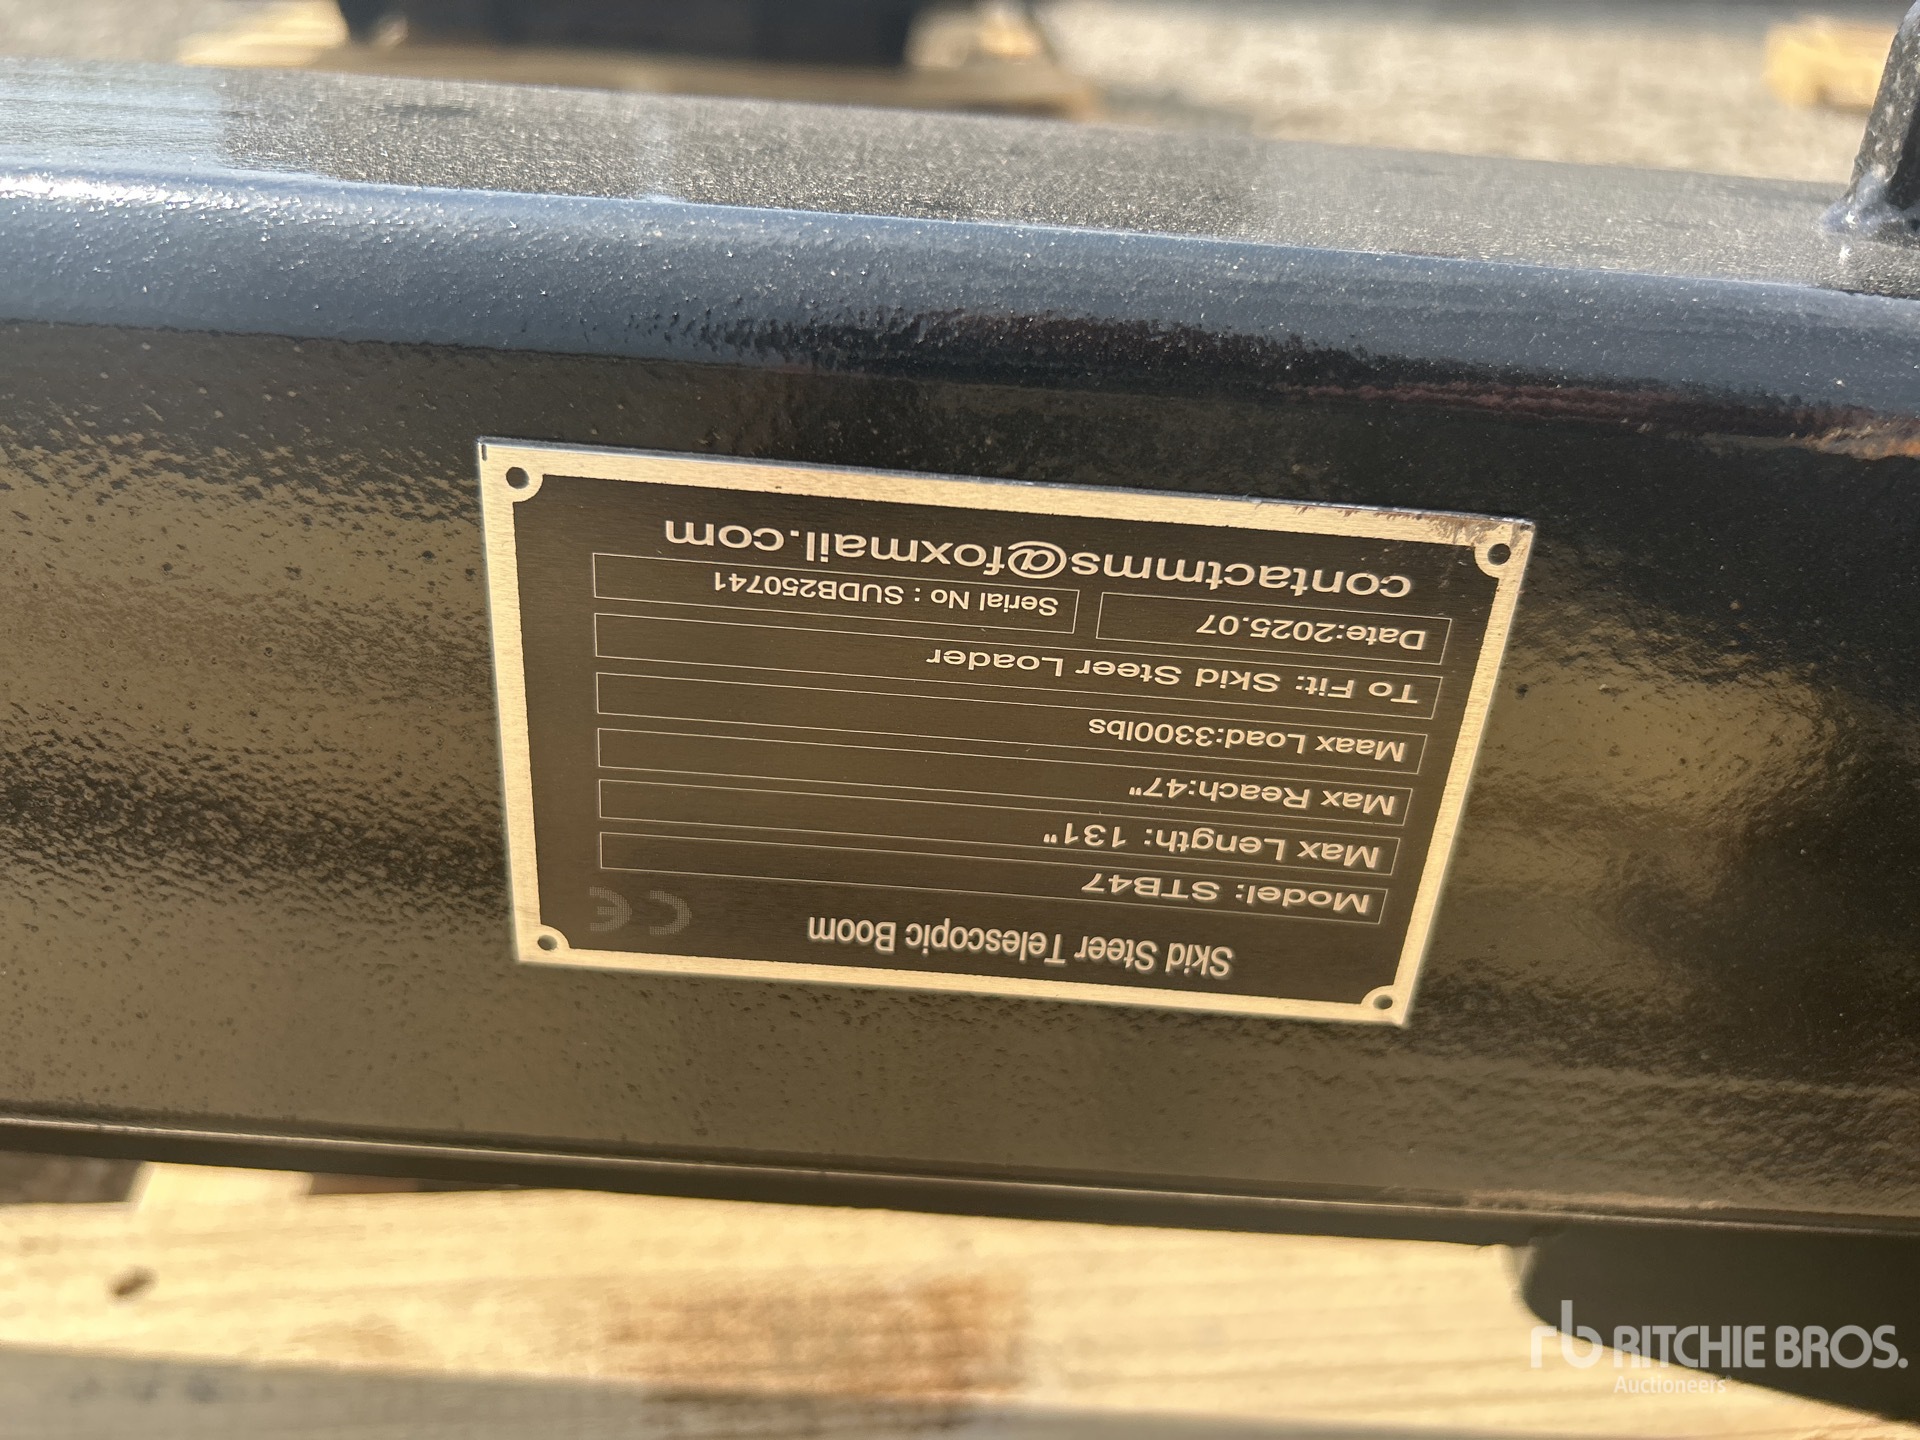 Skid Steer Telescopic Boom
CE
Model: STB47
Max Length: 131"
Max Reach:47"
Maax Load:3300lbs
To Fit: Skid Steer Loader
Date:2025.07
Serial No : SUDB250741
contactmms@foxmail.com
rb RITCHIE BROS.
Auctioneers